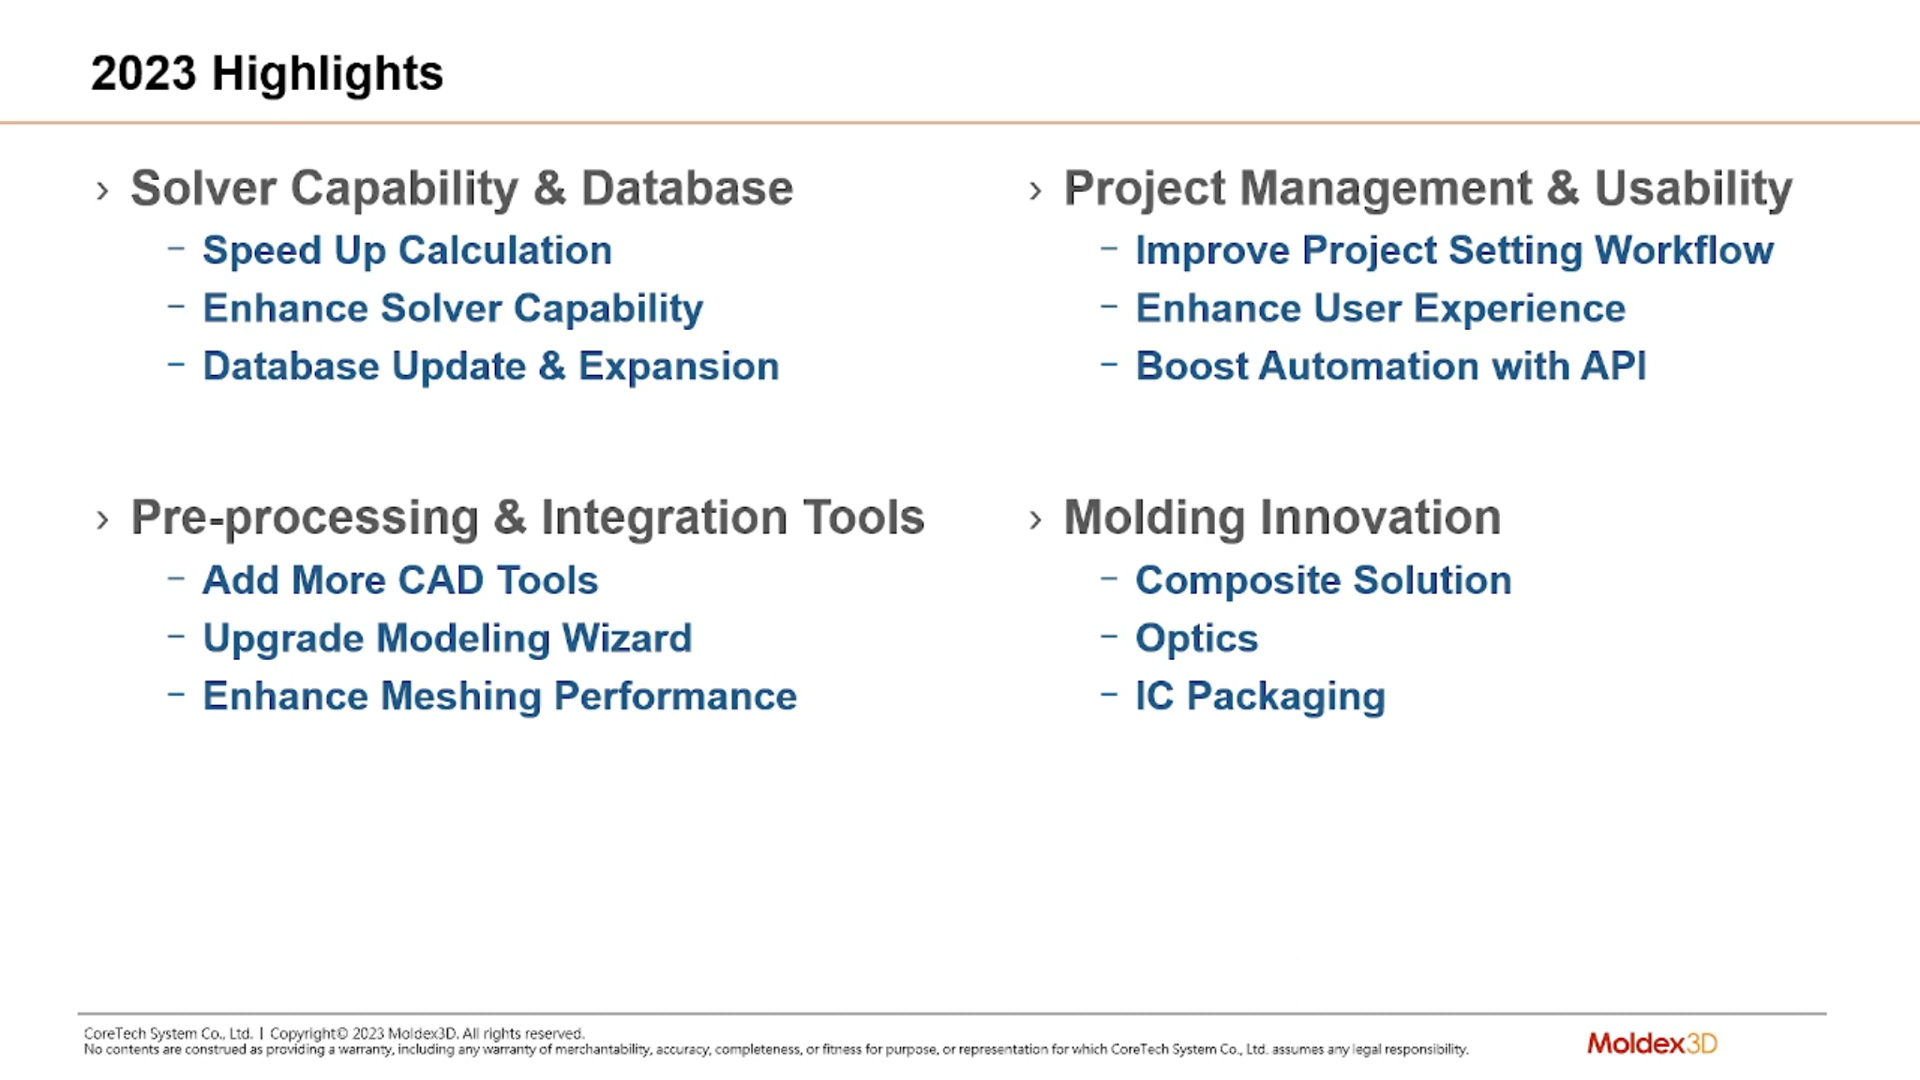 2023 Highlights
› Solver Capability & Database
– Speed Up Calculation
– Enhance Solver Capability
– Database Update & Expansion
› Pre-processing & Integration Tools
– Add More CAD Tools
– Upgrade Modeling Wizard
– Enhance Meshing Performance
› Project Management & Usability
– Improve Project Setting Workflow
– Enhance User Experience
– Boost Automation with API
› Molding Innovation
– Composite Solution
– Optics
– IC Packaging
CoreTech System Co., Ltd. | Copyright© 2023 Moldex3D. All rights reserved.
No contents are construed as providing a warranty, including any warranty of merchantability, accuracy, completeness, or fitness for purpose, or representation for which CoreTech System Co., Ltd. assumes any legal responsibility.
Moldex3D